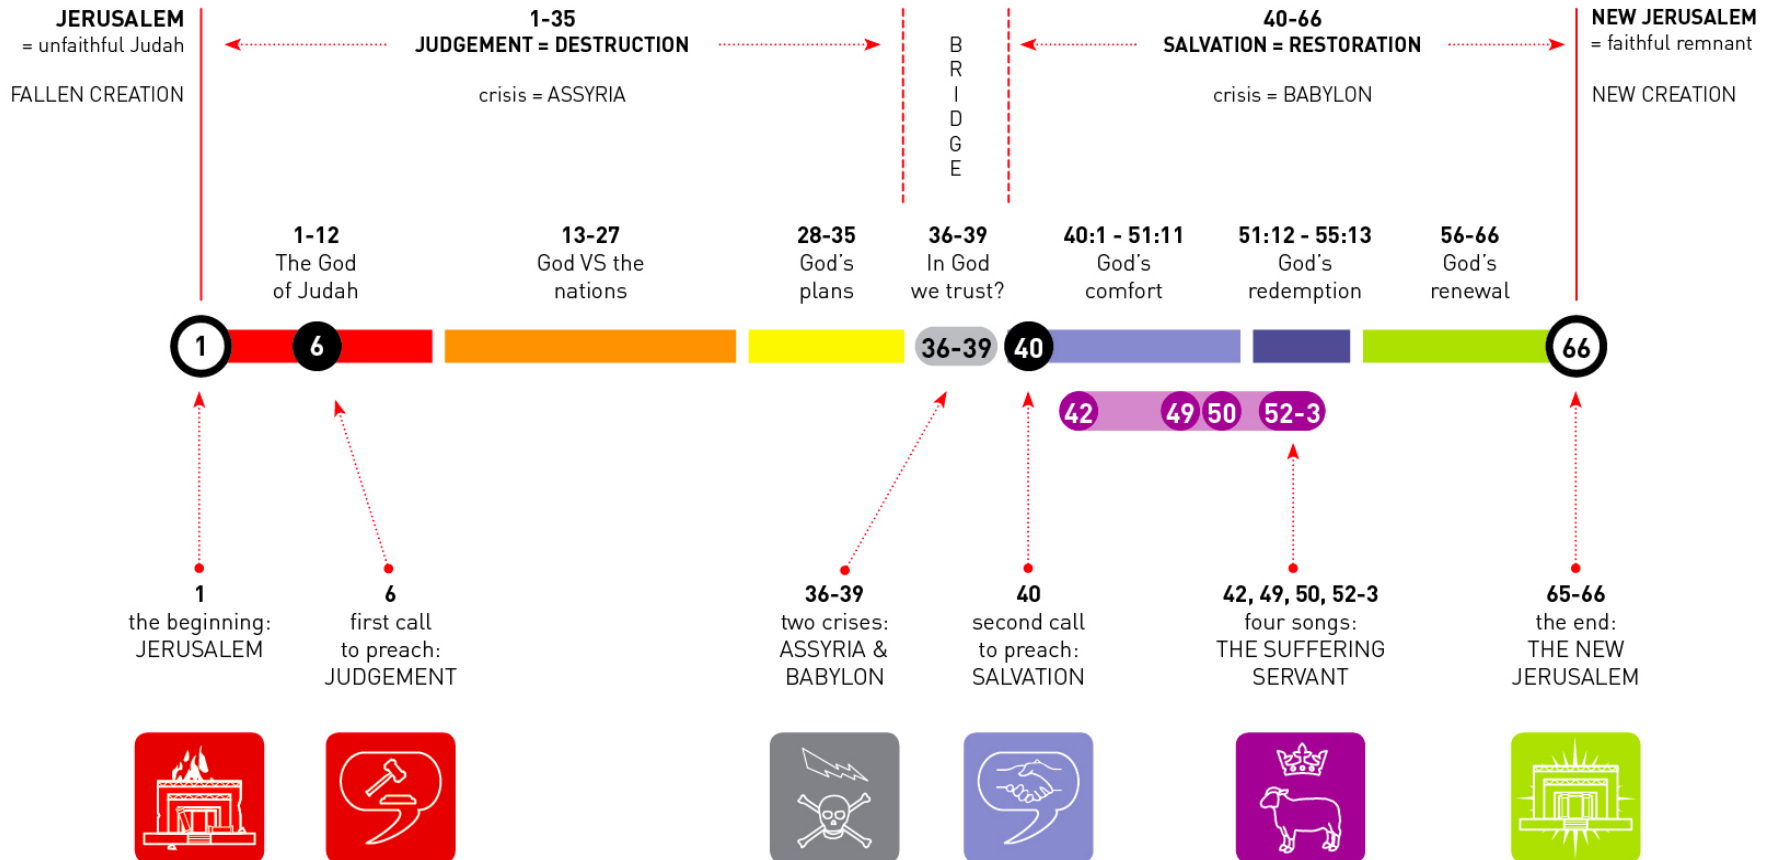 JERUSALEM
= unfaithful Judah
FALLEN CREATION
1-35
JUDGEMENT = DESTRUCTION
crisis = ASSYRIA
BRIDGE
40-66
SALVATION = RESTORATION
crisis = BABYLON
NEW JERUSALEM
= faithful remnant
NEW CREATION
1-12
The God
of Judah
13-27
God VS the
nations
28-35
God's
plans
36-39
In God
we trust?
40:1 - 51:11
God's
comfort
51:12 - 55:13
God's
redemption
56-66
God's
renewal
1
6
36-39
40
66
42
49
50
52-3
1
the beginning:
JERUSALEM
6
first call
to preach:
JUDGEMENT
36-39
two crises:
ASSYRIA &
BABYLON
40
second call
to preach:
SALVATION
42, 49, 50, 52-3
four songs:
THE SUFFERING
SERVANT
65-66
the end:
THE NEW
JERUSALEM